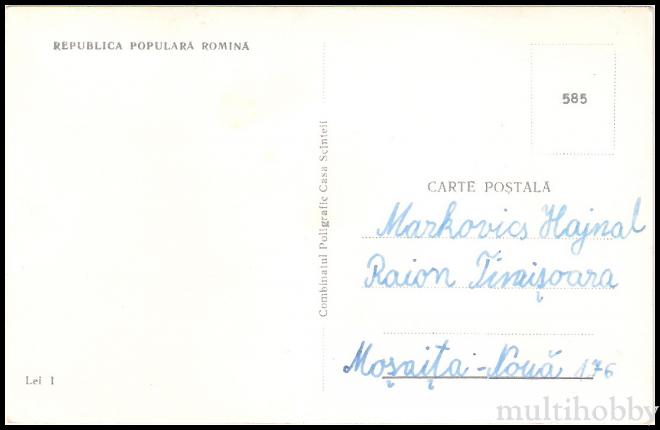 REPUBLICA POPULARĂ ROMINĂ
585
Combinatul Poligrafic Casa Scînteii
CARTE POȘTALĂ
Markovics Hajnal
Raion Timișoara
Moșnița-Nouă 176
Lei 1
multihobby